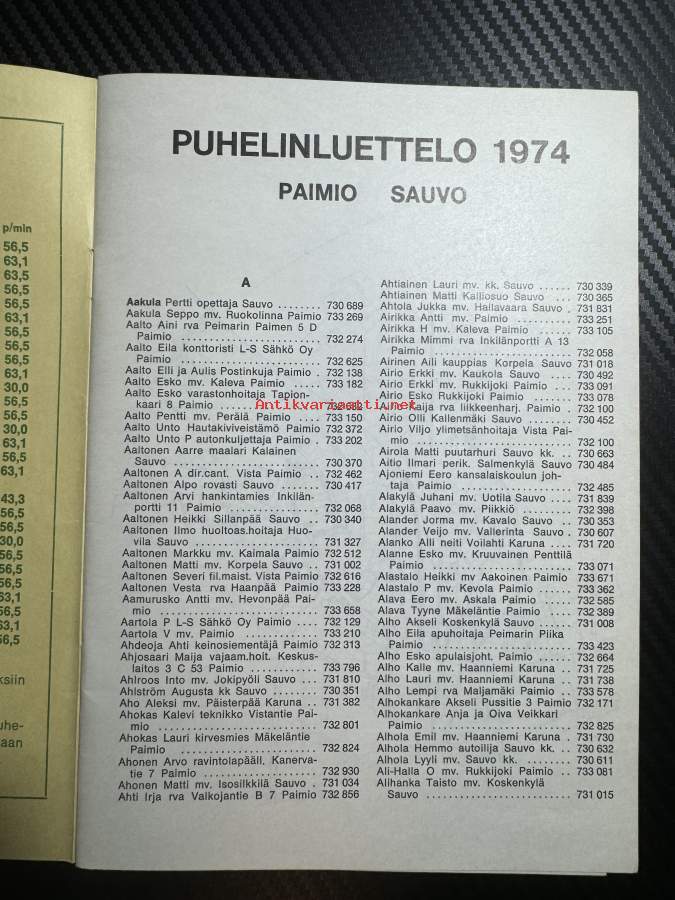 p/min
56,5
63,1
63,5
56,5
56,5
63,1
56,5
56,5
56,5
63,1
30,0
56,5
56,5
30,0
63,1
56,5
63,1
43,3
56,5
56,5
30,0
56,5
56,5
63,1
56,5
63,1
56,5
ksiin
uhe-
aan
PUHELINLUETTELO 1974
PAIMIO SAUVO
A
Aakula Pertti opettaja Sauvo ........ 730 689
Aakula Seppo mv. Ruokolinna Paimio 733 269
Aalto Aini rva Peimarin Palmen 5 D
Paimio .................... 732 274
Aalto Eila konttoristi L-S Sähkö Oy
Paimio .................... 732 625
Aalto Elli ja Aulis Postinkuja Paimio 732 138
Aalto Esko mv. Kaleva Paimio ..... 733 182
Aalto Esko varastonhoitaja Tapion-
kaari 8 Paimio ................
Aalto Pentti mv. Perälä Paimio .... 733 150
Aalto Unto Hautakiviveistämö Paimio 732 372
Aalto Unto P autonkuljettaja Paimio . 733 202
Aaltonen Aarre maalari Kalainen
Sauvo .................... 730 370
Aaltonen A dir.cant. Vista Paimio .. 732 462
Aaltonen Alpo rovasti Sauvo ....... 730 417
Aaltonen Arvi hankintamies Inkilän-
portti 11 Paimio .............. 732 068
Aaltonen Heikki Sillanpää Sauvo .. 730 340
Aaltonen Ilmo huoltoas.hoitaja Huo-
vila Sauvo .................... 731 327
Aaltonen Markku mv. Kaimala Paimio 732 512
Aaltonen Matti mv. Korpela Sauvo .. 731 002
Aaltonen Severi fil.maist. Vista Paimio 732 616
Aaltonen Vesta rva Haanpää Paimio 733 228
Aamurusko Antti mv. Hevonpää Pai-
mio ........................ 733 658
Aartola P L-S Sähkö Oy Paimio .... 732 129
Aartola V mv. Paimio ............ 733 210
Ahdeoja Ahti keinosiementäjä Paimio 732 313
Ahjosaari Maija vajaam.hoit. Keskus-
laitos 3 C 53 Paimio ............ 733 796
Ahlroos Into mv. Jokipyöli Sauvo ... 731 810
Ahlström Augusta kk Sauvo ........ 730 351
Aho Aleksi mv. Päisterpää Karuna .. 731 382
Ahokas Kalevi teknikko Vistantie Pai-
mio ........................ 732 801
Ahokas Lauri kirvesmies Mäkeläntie
Paimio ...................... 732 824
Ahonen Arvo ravintolapääll. Kanerva-
tie 7 Paimio .................. 732 930
Ahonen Matti mv. Isosilkkilä Sauvo . 731 034
Ahti Irja rva Valkojantie B 7 Paimio 732 856
Ahtiainen Lauri mv. kk. Sauvo ...... 730 339
Ahtiainen Matti Kalliosuo Sauvo ... 730 365
Ahtola Jukka mv. Hallavaara Sauvo . 731 831
Airikka Antti mv. Paimio .......... 733 251
Airikka H mv. Kaleva Paimio ...... 733 105
Airikka Mimmi rva Inkilänportti A 13
Paimio ...................... 732 058
Airinen Aili kauppias Korpela Sauvo 731 018
Airio Erkki mv. Kaukola Sauvo .... 730 492
Airio Erkki mv. Rukkijoki Paimio ... 733 091
Airio Esko Rukkijoki Paimio ....... 733 078
Airio Kaija rva liikkeenharj. Paimio . 732 100
Airio Olli Kallenmäki Sauvo ....... 730 452
Airio Viljo ylimetsänhoitaja Vista Pai-
mio ........................ 732 100
Airola Matti puutarhuri Sauvo kk. .. 730 663
Aitio Ilmari perik. Salmenkylä Sauvo 730 484
Ajoniemi Eero kansalaiskoulun joh-
taja Paimio .................. 732 485
Alakylä Juhani mv. Uotila Sauvo .... 731 839
Alakylä Paavo mv. Piikkiö ......... 732 398
Alander Jorma mv. Kavalo Sauvo .. 730 353
Alander Veijo mv. Vallerinta Sauvo . 730 607
Alanko Alli neiti Voilahti Karuna .... 731 720
Alanne Esko mv. Kruuvainen Penttilä
Paimio ...................... 733 071
Alastalo Heikki mv Aakoinen Paimio 733 671
Alastalo P mv. Kevola Paimio ...... 733 362
Alava Eero mv. Askala Paimio ..... 732 585
Alava Tyyne Mäkeläntie Paimio .... 732 389
Alho Akseli Koskenkylä Sauvo ..... 731 008
Alho Eila apuhoitaja Peimarin Piika
Paimio ...................... 733 423
Alho Esko apulaisjoht. Paimio ...... 732 664
Alho Kalle mv. Haanniemi Karuna ... 731 725
Alho Lauri mv. Haanniemi Karuna ... 731 738
Alho Lempi rva Maljamäki Paimio .. 733 578
Alhokankare Akseli Pussitie 3 Paimio 732 171
Alhokankare Anja ja Oiva Veikkari
Paimio ...................... 732 825
Alhola Emil mv. Haanniemi Karuna . 731 730
Alhola Hemmo autoilija Sauvo kk. .. 730 632
Alhola Lyyli mv. Sauvo kk. ........ 730 611
Ali-Halla O mv. Rukkijoki Paimio .. 733 081
Alihanka Taisto mv. Koskenkylä
Sauvo ...................... 731 015
Antikvariaatti.net